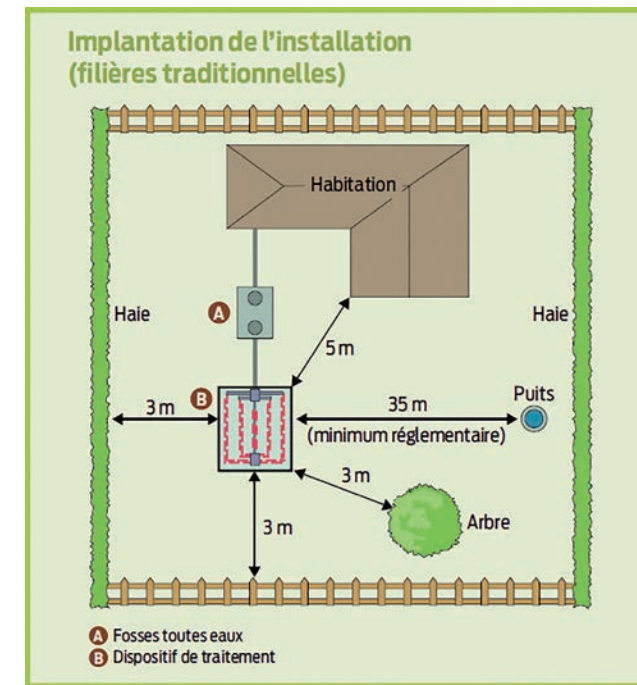 Implantation de l'installation
(filières traditionnelles)
Habitation
Haie
A
Haie
5 m
B
3 m
35 m
(minimum réglementaire)
Puits
3 m
Arbre
3 m
A Fosses toutes eaux
B Dispositif de traitement